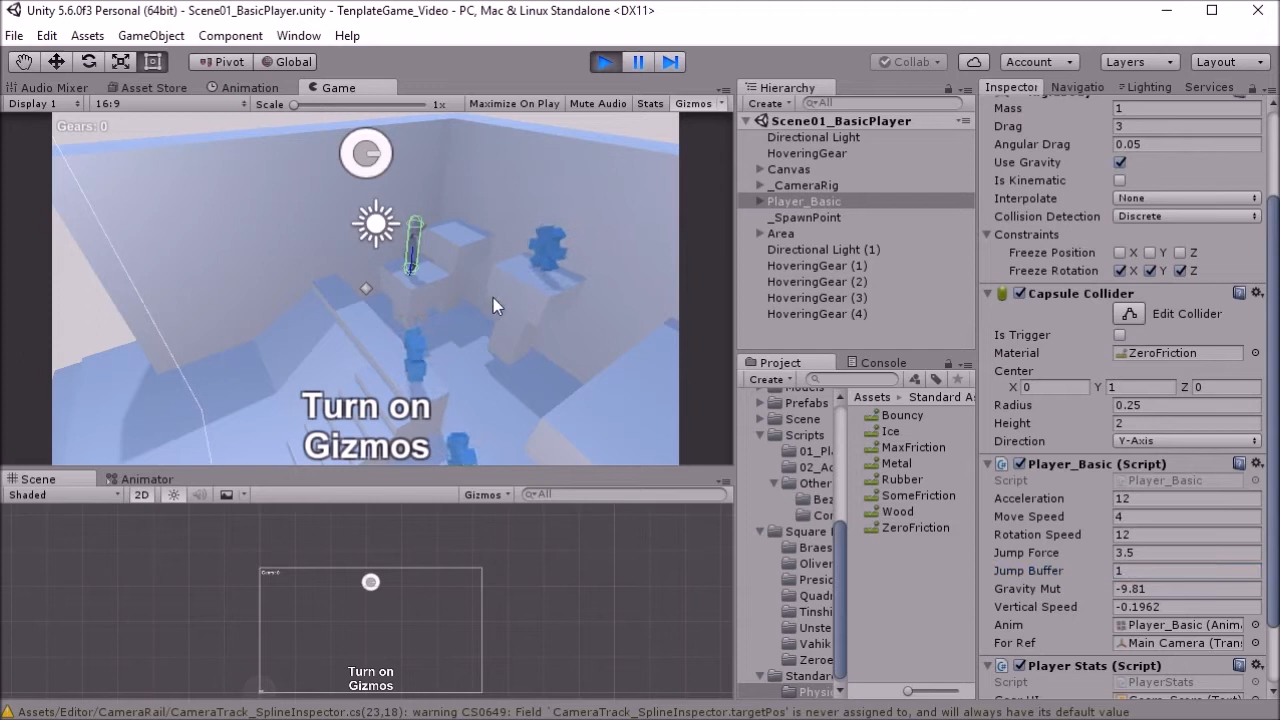 Unity 5.6.0f3 Personal (64bit) - Scene01_BasicPlayer.unity - TenplateGame_Video - PC, Mac & Linux Standalone <DX11>
File Edit Assets GameObject Component Window Help
Pivot Global Collab Account Layers Layout
Audio Mixer Asset Store Animation Game
Display 1 16:9 Scale 1x Maximize On Play Mute Audio Stats Gizmos
Gears: 0
Turn on
Gizmos
Scene Animator
Shaded 2D Gizmos All
Turn on
Gizmos
Hierarchy
Create All
Scene01_BasicPlayer
Directional Light
HoveringGear
Canvas
_CameraRig
Player_Basic
_SpawnPoint
Area
Directional Light (1)
HoveringGear (1)
HoveringGear (2)
HoveringGear (3)
HoveringGear (4)
Project Console
Create
Prefabs
Scene
Scripts
01_Pl
02_A
Other
Bez
Cor
Square
Braes
Oliver
Presic
Quadr
Tinshi
Unste
Vahik
Zeroe
Standar
Physic
Assets Standard As
Bouncy
Ice
MaxFriction
Metal
Rubber
SomeFriction
Wood
ZeroFriction
Inspector Navigatio Lighting Services
Mass 1
Drag 3
Angular Drag 0.05
Use Gravity
Is Kinematic
Interpolate None
Collision Detection Discrete
Constraints
Freeze Position X Y Z
Freeze Rotation X Y Z
Capsule Collider
Edit Collider
Is Trigger
Material ZeroFriction
Center
X 0 Y 1 Z 0
Radius 0.25
Height 2
Direction Y-Axis
Player_Basic (Script)
Script Player_Basic
Acceleration 12
Move Speed 4
Rotation Speed 12
Jump Force 3.5
Jump Buffer 1
Gravity Mut -9.81
Vertical Speed -0.1962
Anim Player_Basic (Anima
For Ref Main Camera (Tran
Player Stats (Script)
Script PlayerStats
Assets/Editor/CameraRail/CameraTrack_SplineInspector.cs(23,18): warning CS0649: Field `CameraTrack_SplineInspector.targetPos' is never assigned to, and will always have its default value